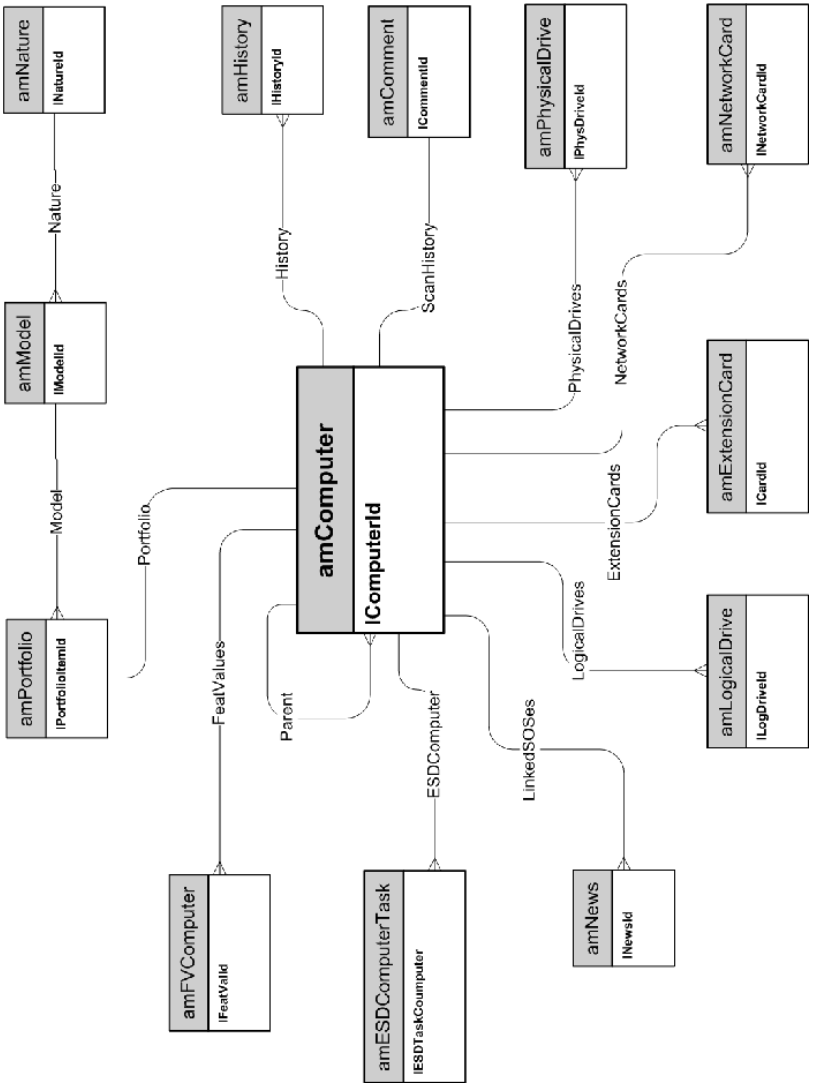 amNature
lNatureId
Nature
amModel
lModelId
Model
amPortfolio
lPortfolioItemId
Portfolio
amHistory
lHistoryId
History
amComment
lCommentId
ScanHistory
amPhysicalDrive
lPhysDriveId
PhysicalDrives
amNetworkCard
lNetworkCardId
NetworkCards
amComputer
lComputerId
Parent
FeatValues
amFVComputer
lFeatValId
ESDComputer
amESDComputerTask
lESDTaskCoumputer
LinkedSOSes
amNews
lNewsId
LogicalDrives
amLogicalDrive
lLogDriveId
ExtensionCards
amExtensionCard
lCardId